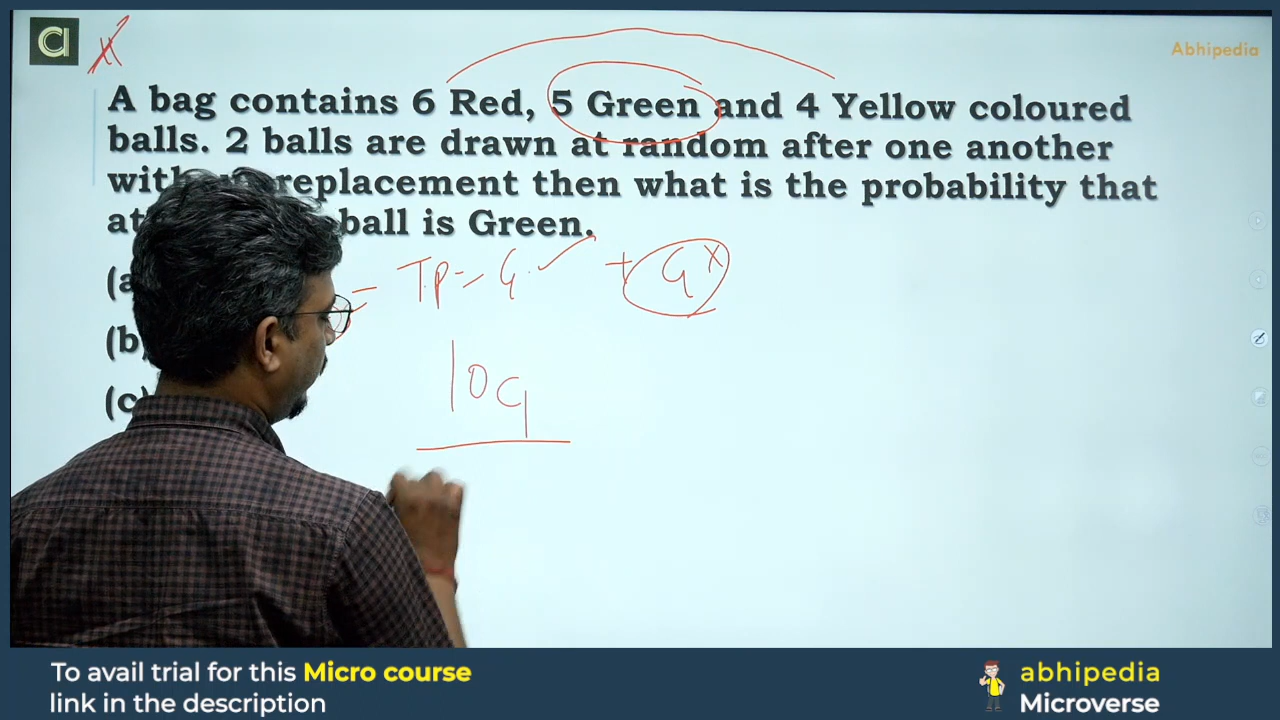 Abhipedia
A bag contains 6 Red, 5 Green and 4 Yellow coloured
balls. 2 balls are drawn at random after one another
replacement then what is the probability that
at ball is Green.
(a
= T.P = G ✓ + G x
(b
10C
(c)
To avail trial for this Micro course
link in the description
abhipedia
Microverse